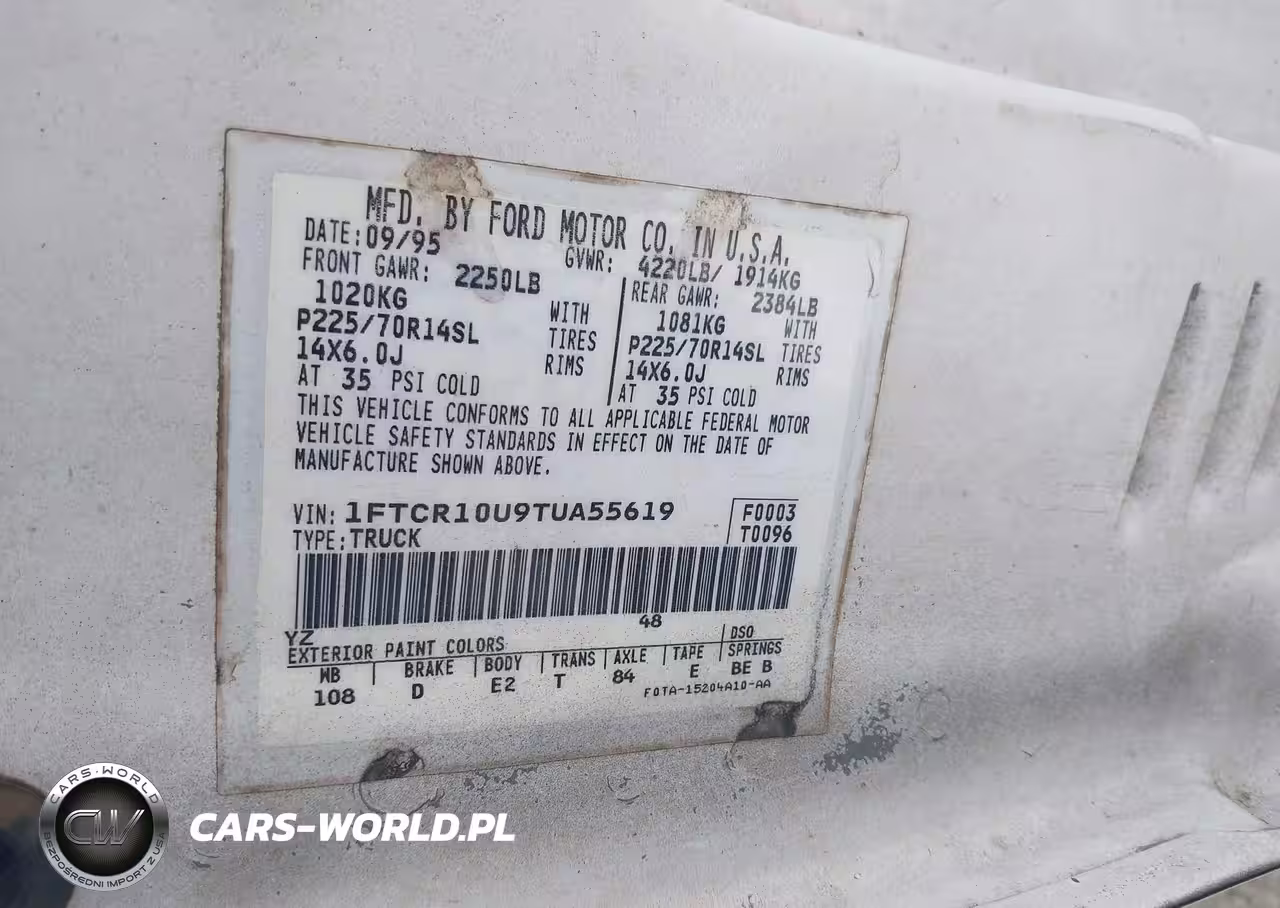 MFD. BY FORD MOTOR CO. IN U.S.A.
DATE: 09/95 GVWR: 4220LB/ 1914KG
FRONT GAWR: 2250LB REAR GAWR: 2384LB
1020KG WITH 1081KG WITH
P225/70R14SL TIRES P225/70R14SL TIRES
14X6.0J RIMS 14X6.0J RIMS
AT 35 PSI COLD AT 35 PSI COLD
THIS VEHICLE CONFORMS TO ALL APPLICABLE FEDERAL MOTOR
VEHICLE SAFETY STANDARDS IN EFFECT ON THE DATE OF
MANUFACTURE SHOWN ABOVE.
VIN: 1FTCR10U9TUA55619 F0003
TYPE: TRUCK T0096
48
YZ
EXTERIOR PAINT COLORS DSO
WB BRAKE BODY TRANS AXLE TAPE SPRINGS
108 D E2 T 84 E BE B
F0TA-15204A10-AA
CARS-WORLD
CW
BEZPOŚREDNI IMPORT Z USA
CARS-WORLD.PL